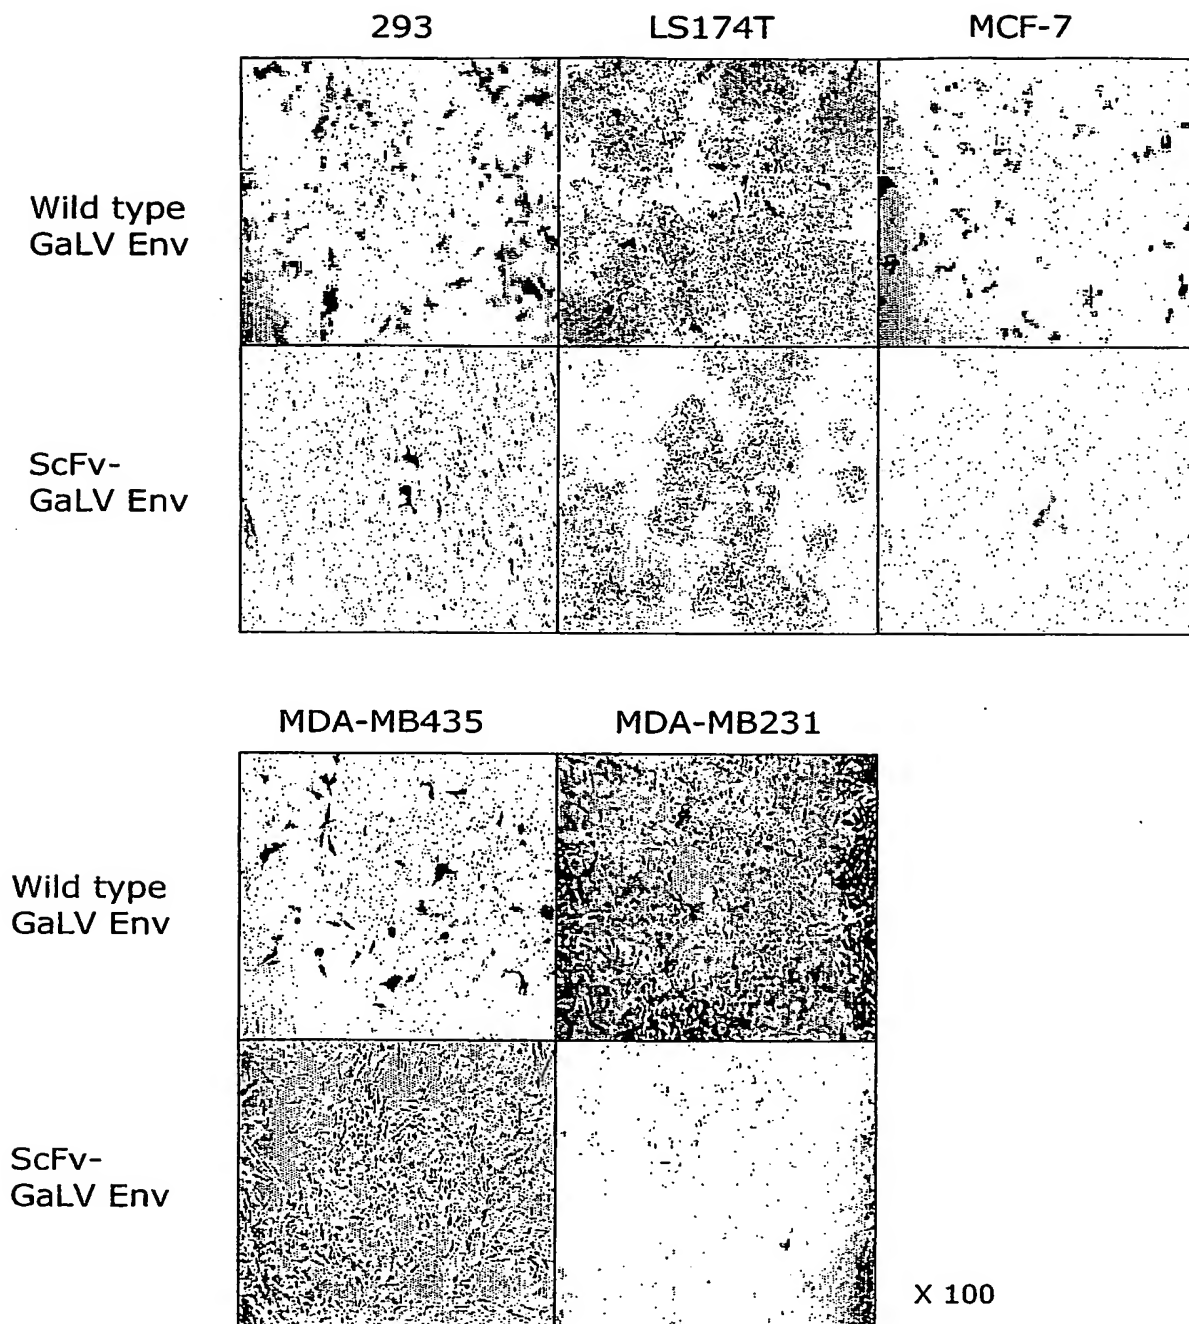 293 LS174T MCF-7
Wild type
GaLV Env
ScFv-
GaLV Env
MDA-MB435 MDA-MB231
Wild type
GaLV Env
ScFv-
GaLV Env
X 100